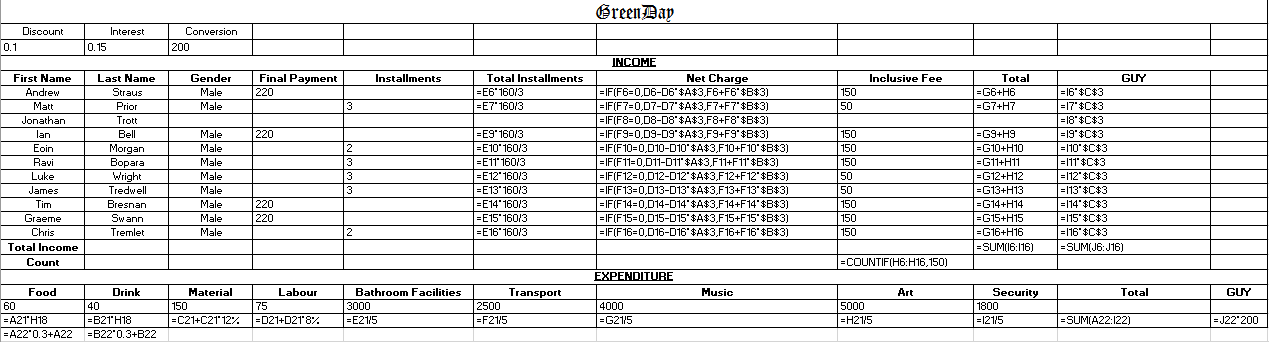 GreenDay
Discount Interest Conversion
0.1 0.15 200
INCOME
First Name Last Name Gender Final Payment Installments Total Installments Net Charge Inclusive Fee Total GUY
Andrew Straus Male 220 =E6*160/3 =IF(F6=0,D6-D6*$A$3,F6+F6*$B$3) 150 =G6+H6 =I6*$C$3
Matt Prior Male 3 =E7*160/3 =IF(F7=0,D7-D7*$A$3,F7+F7*$B$3) 50 =G7+H7 =I7*$C$3
Jonathan Trott =IF(F8=0,D8-D8*$A$3,F8+F8*$B$3) =I8*$C$3
Ian Bell Male 220 =E9*160/3 =IF(F9=0,D9-D9*$A$3,F9+F9*$B$3) 150 =G9+H9 =I9*$C$3
Eoin Morgan Male 2 =E10*160/3 =IF(F10=0,D10-D10*$A$3,F10+F10*$B$3) 150 =G10+H10 =I10*$C$3
Ravi Bopara Male 3 =E11*160/3 =IF(F11=0,D11-D11*$A$3,F11+F11*$B$3) 150 =G11+H11 =I11*$C$3
Luke Wright Male 3 =E12*160/3 =IF(F12=0,D12-D12*$A$3,F12+F12*$B$3) 50 =G12+H12 =I12*$C$3
James Tredwell Male 3 =E13*160/3 =IF(F13=0,D13-D13*$A$3,F13+F13*$B$3) 50 =G13+H13 =I13*$C$3
Tim Bresnan Male 220 =E14*160/3 =IF(F14=0,D14-D14*$A$3,F14+F14*$B$3) 150 =G14+H14 =I14*$C$3
Graeme Swann Male 220 =E15*160/3 =IF(F15=0,D15-D15*$A$3,F15+F15*$B$3) 150 =G15+H15 =I15*$C$3
Chris Tremlet Male 2 =E16*160/3 =IF(F16=0,D16-D16*$A$3,F16+F16*$B$3) 150 =G16+H16 =I16*$C$3
Total Income =SUM(I6:I16) =SUM(J6:J16)
Count =COUNTIF(H6:H16,150)
EXPENDITURE
Food Drink Material Labour Bathroom Facilities Transport Music Art Security Total GUY
60 40 150 75 3000 2500 4000 5000 1800
=A21*H18 =B21*H18 =C21+C21*12% =D21+D21*8% =E21/5 =F21/5 =G21/5 =H21/5 =I21/5 =SUM(A22:I22) =J22*200
=A22*0.3+A22 =B22*0.3+B22